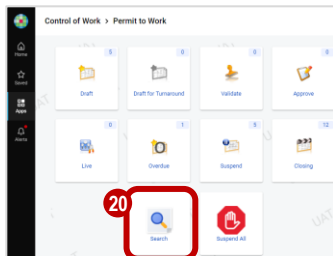 Control of Work > Permit to Work
Home
Saved
Apps
Alerts
5
Draft
0
Draft for Turnaround
0
Validate
0
Approve
0
Live
1
Overdue
5
Suspend
12
Closing
20
Search
Suspend All
UAT